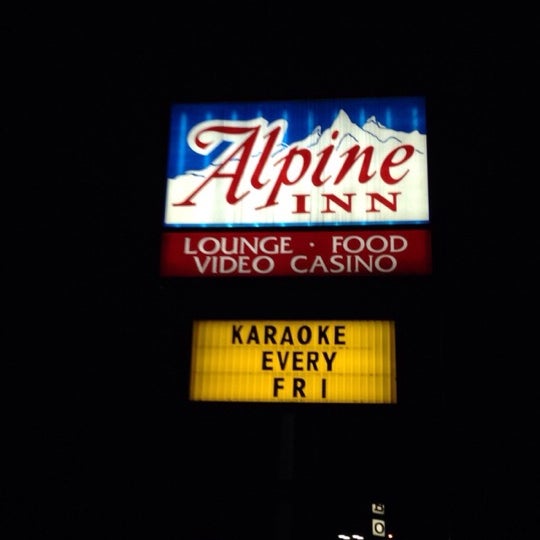 Alpine
INN
LOUNGE · FOOD
VIDEO CASINO
KARAOKE
EVERY
FRI